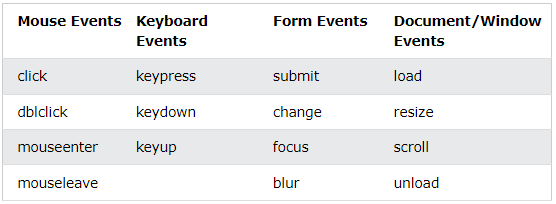 Mouse Events Keyboard Events Form Events Document/Window Events
click keypress submit load
dblclick keydown change resize
mouseenter keyup focus scroll
mouseleave blur unload